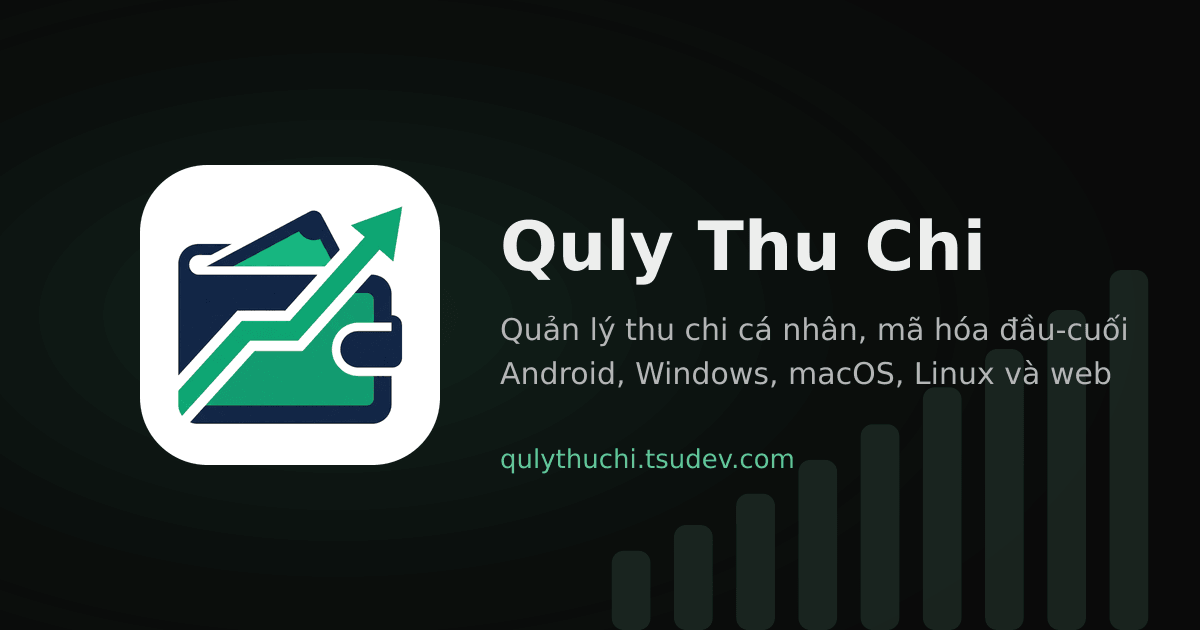 Quly Thu Chi
Quản lý thu chi cá nhân, mã hóa đầu-cuối
Android, Windows, macOS, Linux và web
qulythuchi.tsudev.com